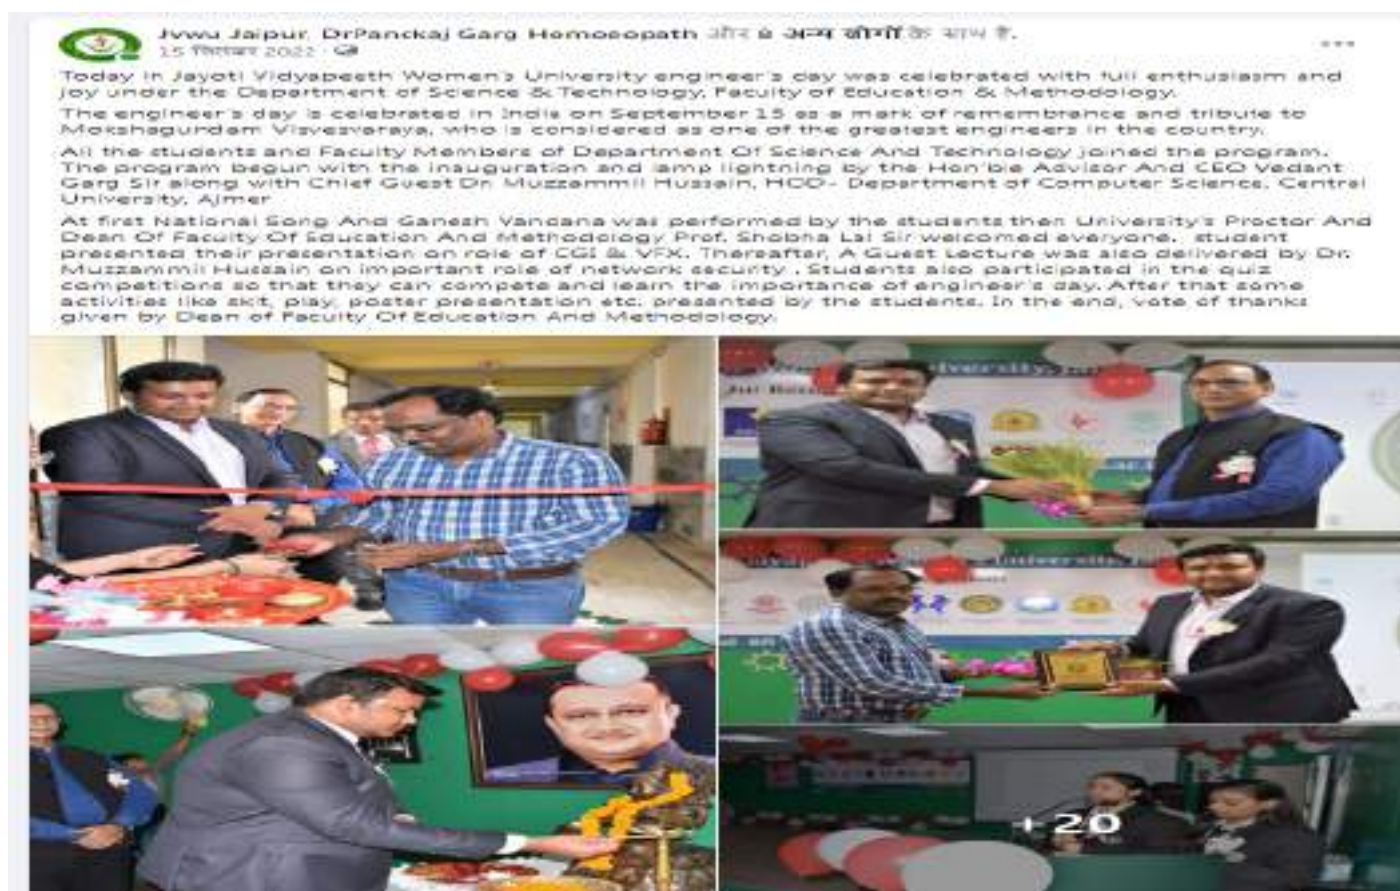 Jvwu Jaipur, DrPanckaj Garg Homoeopath और 8 अन्य लोगों के साथ है.
15 सितंबर 2022
Today in Jayoti Vidyapeeth Women's University engineer's day was celebrated with full enthusiasm and
joy under the Department of Science & Technology, Faculty of Education & Methodology.
The engineer's day is celebrated in India on September 15 as a mark of remembrance and tribute to
Mokshagundam Visvesvaraya, who is considered as one of the greatest engineers in the country.
All the students and Faculty Members of Department Of Science And Technology joined the program.
The program begun with the inauguration and lamp lightning by the Hon'ble Advisor And CEO Vedant
Garg Sir along with Chief Guest Dr. Muzzammil Hussain, HOD- Department of Computer Science, Central
University, Ajmer
At first National Song And Ganesh Vandana was performed by the students then University's Proctor And
Dean Of Faculty Of Education And Methodology Prof. Shobha Lal Sir welcomed everyone. student
presented their presentation on role of CGI & VFX. Thereafter, A Guest Lecture was also delivered by Dr.
Muzzammil Hussain on important role of network security . Students also participated in the quiz
competitions so that they can compete and learn the importance of engineer's day. After that some
activities like skit, play, poster presentation etc. presented by the students. In the end, vote of thanks
given by Dean of Faculty Of Education And Methodology.
University
University
+20